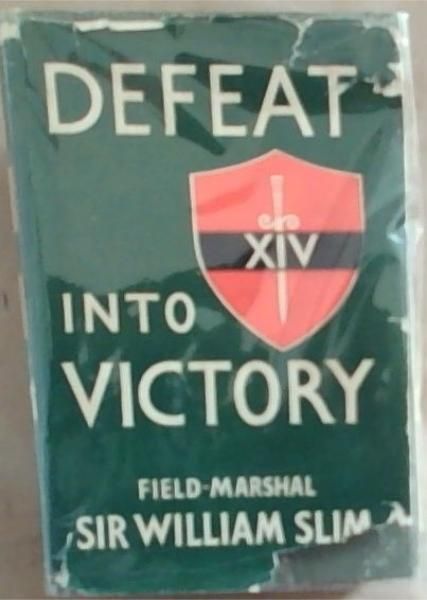 DEFEAT
XIV
INTO
VICTORY
FIELD-MARSHAL
SIR WILLIAM SLIM